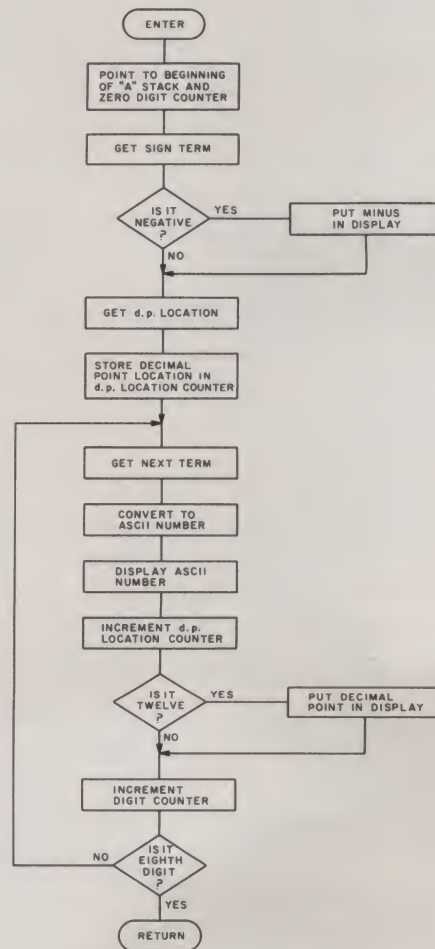 ENTER
POINT TO BEGINNING
OF "A" STACK AND
ZERO DIGIT COUNTER
GET SIGN TERM
IS IT
NEGATIVE
?
YES
PUT MINUS
IN DISPLAY
NO
GET d.p. LOCATION
STORE DECIMAL
POINT LOCATION IN
d.p. LOCATION COUNTER
GET NEXT TERM
CONVERT TO
ASCII NUMBER
DISPLAY ASCII
NUMBER
INCREMENT d.p.
LOCATION COUNTER
IS IT
TWELVE
?
YES
PUT DECIMAL
POINT IN DISPLAY
NO
INCREMENT
DIGIT COUNTER
NO
IS IT
EIGHTH
DIGIT
?
YES
RETURN